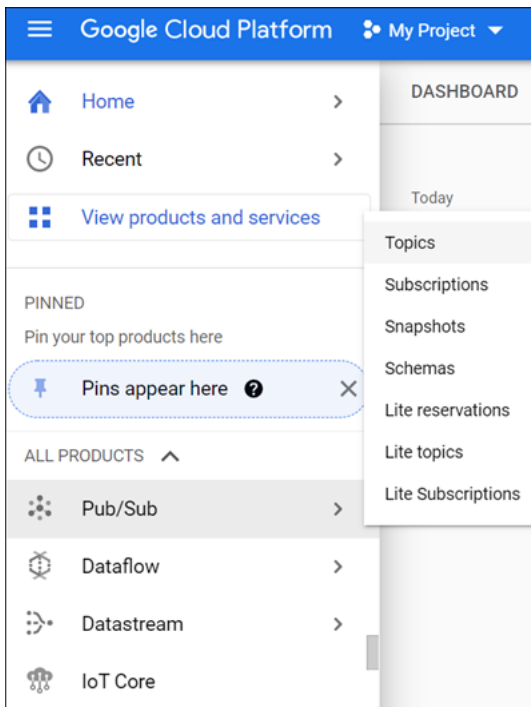 Google Cloud Platform
My Project
Home
Recent
View products and services
PINNED
Pin your top products here
Pins appear here
ALL PRODUCTS
Pub/Sub
Dataflow
Datastream
IoT Core
DASHBOARD
Today
Topics
Subscriptions
Snapshots
Schemas
Lite reservations
Lite topics
Lite Subscriptions